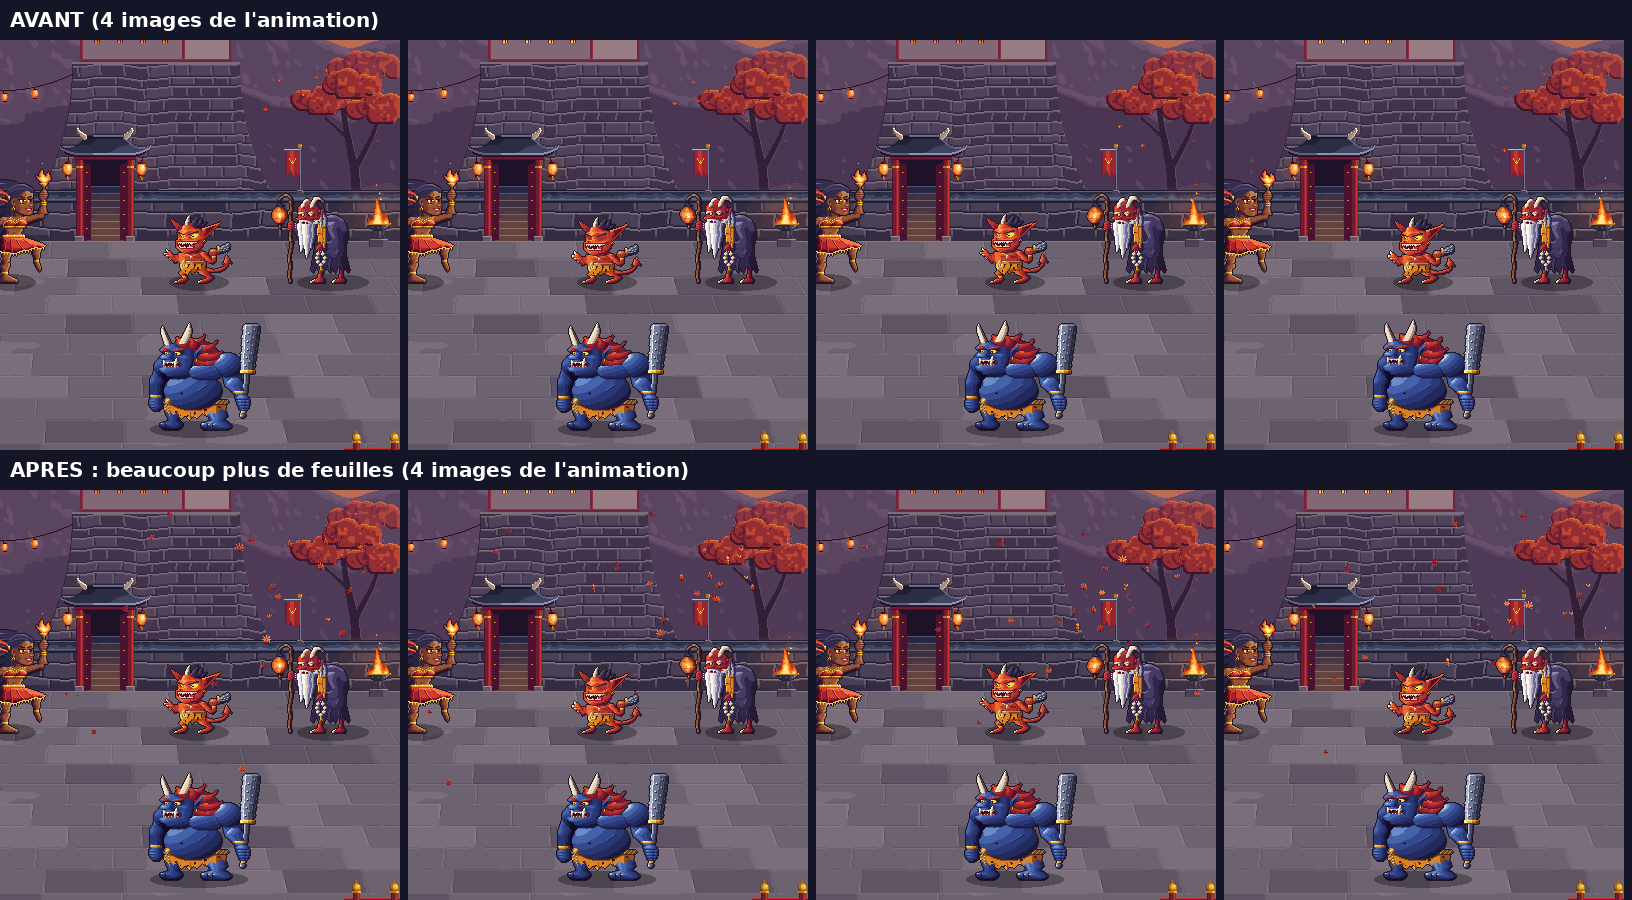 AVANT (4 images de l'animation)
APRES : beaucoup plus de feuilles (4 images de l'animation)